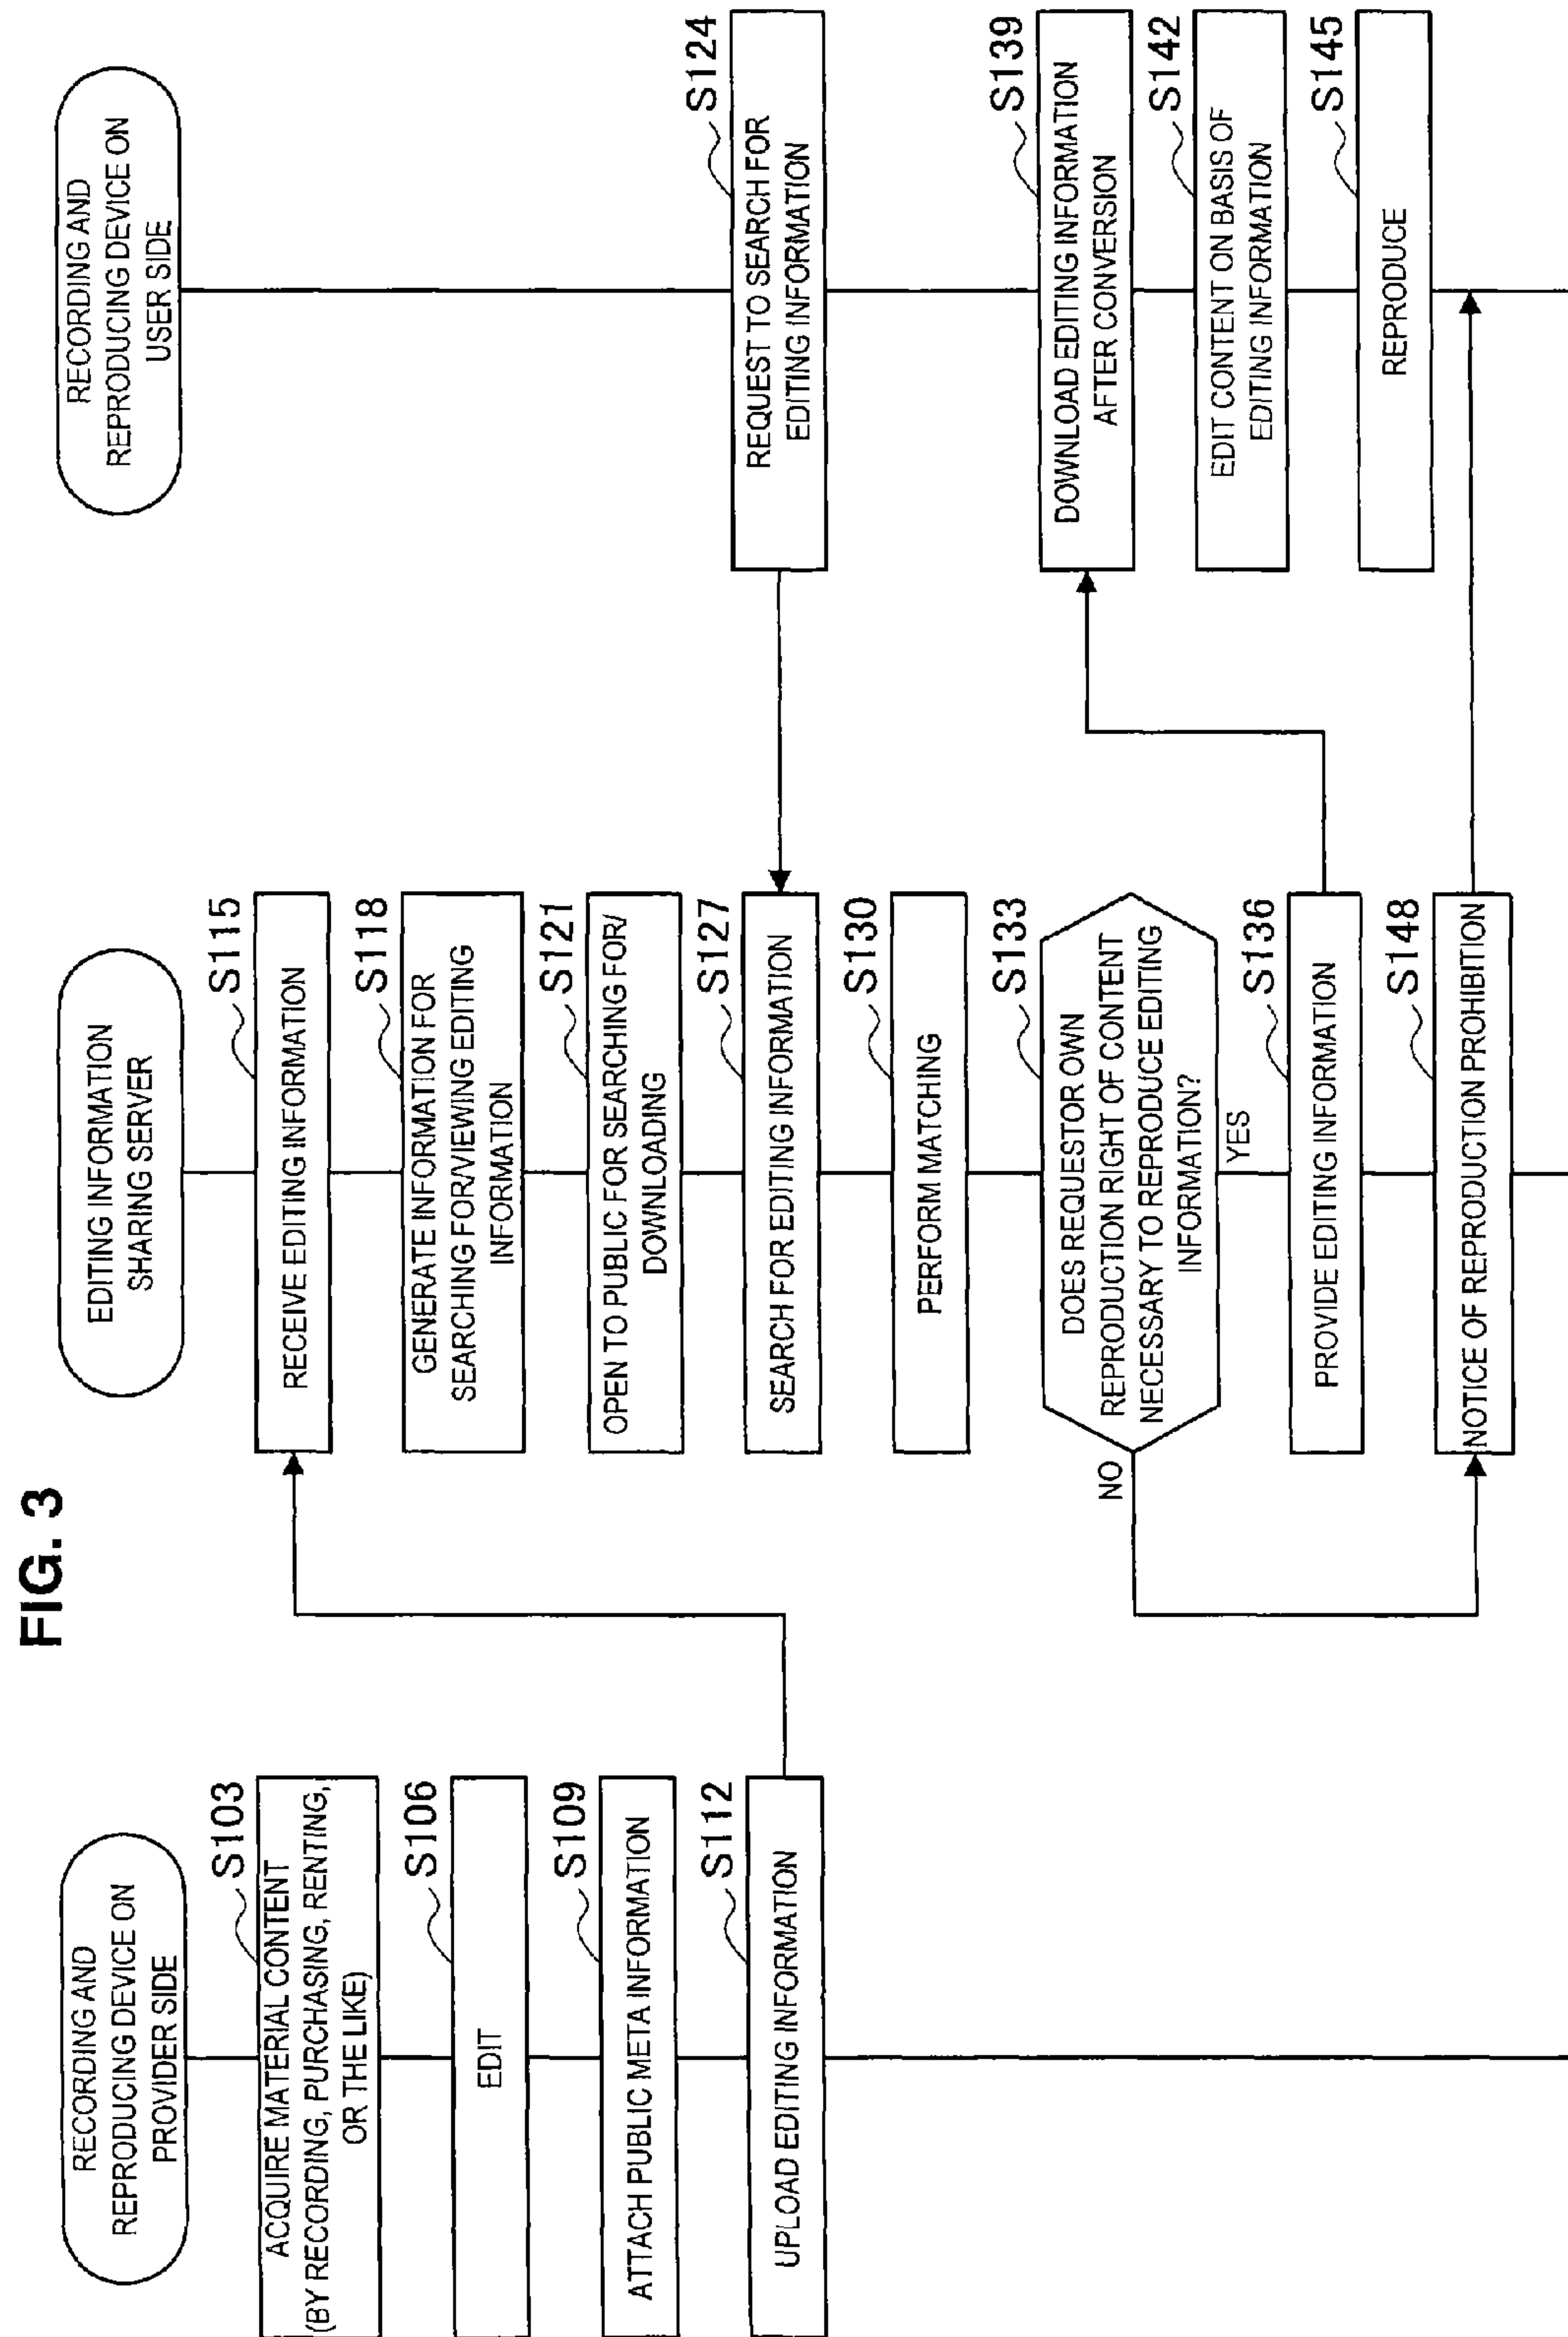 FIG. 3
RECORDING AND
REPRODUCING DEVICE ON
PROVIDER SIDE
S103
ACQUIRE MATERIAL CONTENT
(BY RECORDING, PURCHASING, RENTING,
OR THE LIKE)
S106
EDIT
S109
ATTACH PUBLIC META INFORMATION
S112
UPLOAD EDITING INFORMATION
EDITING INFORMATION
SHARING SERVER
S115
RECEIVE EDITING INFORMATION
S118
GENERATE INFORMATION FOR
SEARCHING FOR/VIEWING EDITING
INFORMATION
S121
OPEN TO PUBLIC FOR SEARCHING FOR/
DOWNLOADING
S127
SEARCH FOR EDITING INFORMATION
S130
PERFORM MATCHING
S133
DOES REQUESTOR OWN
REPRODUCTION RIGHT OF CONTENT
NECESSARY TO REPRODUCE EDITING
INFORMATION?
NO
YES
S136
PROVIDE EDITING INFORMATION
S148
NOTICE OF REPRODUCTION PROHIBITION
RECORDING AND
REPRODUCING DEVICE ON
USER SIDE
S124
REQUEST TO SEARCH FOR
EDITING INFORMATION
S139
DOWNLOAD EDITING INFORMATION
AFTER CONVERSION
S142
EDIT CONTENT ON BASIS OF
EDITING INFORMATION
S145
REPRODUCE